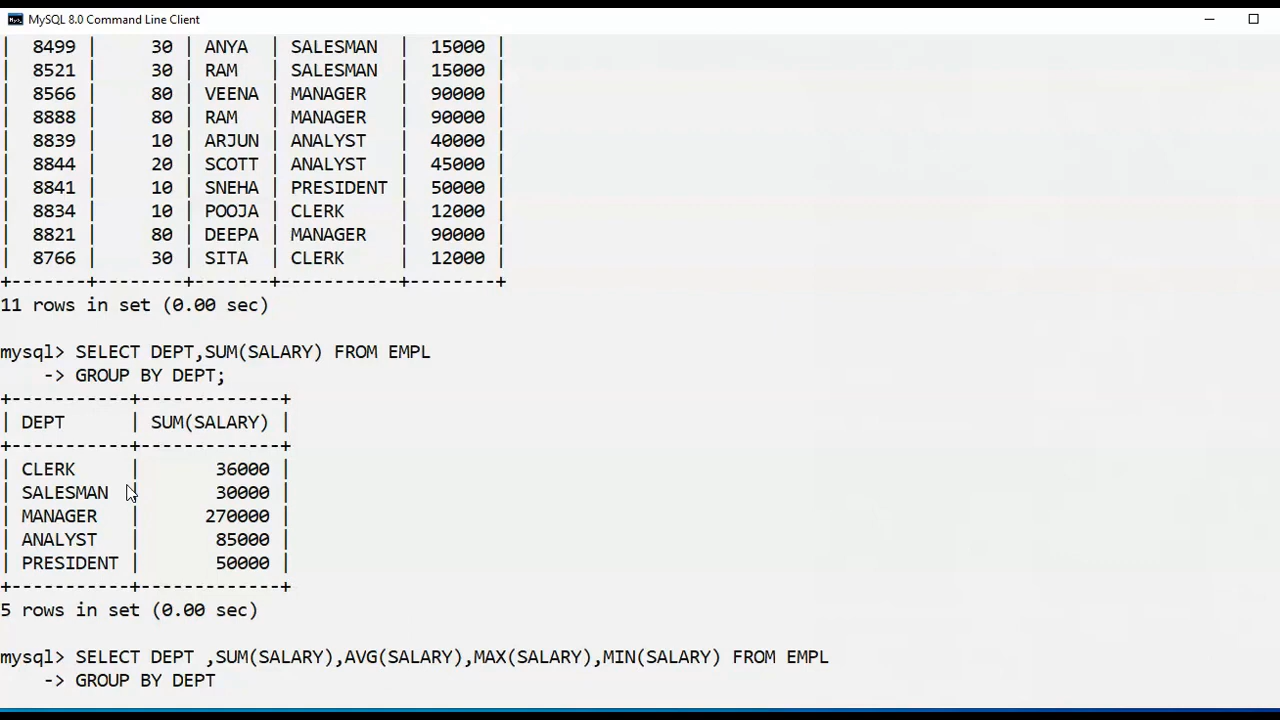 MySQL 8.0 Command Line Client
|  8499 |     30 | ANYA  | SALESMAN  |  15000 |
|  8521 |     30 | RAM   | SALESMAN  |  15000 |
|  8566 |     80 | VEENA | MANAGER   |  90000 |
|  8888 |     80 | RAM   | MANAGER   |  90000 |
|  8839 |     10 | ARJUN | ANALYST   |  40000 |
|  8844 |     20 | SCOTT | ANALYST   |  45000 |
|  8841 |     10 | SNEHA | PRESIDENT |  50000 |
|  8834 |     10 | POOJA | CLERK     |  12000 |
|  8821 |     80 | DEEPA | MANAGER   |  90000 |
|  8766 |     30 | SITA  | CLERK     |  12000 |
+-------+--------+-------+-----------+--------+
11 rows in set (0.00 sec)
mysql> SELECT DEPT,SUM(SALARY) FROM EMPL
    -> GROUP BY DEPT;
+-----------+-------------+
| DEPT      | SUM(SALARY) |
+-----------+-------------+
| CLERK     |       36000 |
| SALESMAN  |       30000 |
| MANAGER   |      270000 |
| ANALYST   |       85000 |
| PRESIDENT |       50000 |
+-----------+-------------+
5 rows in set (0.00 sec)
mysql> SELECT DEPT ,SUM(SALARY),AVG(SALARY),MAX(SALARY),MIN(SALARY) FROM EMPL
    -> GROUP BY DEPT